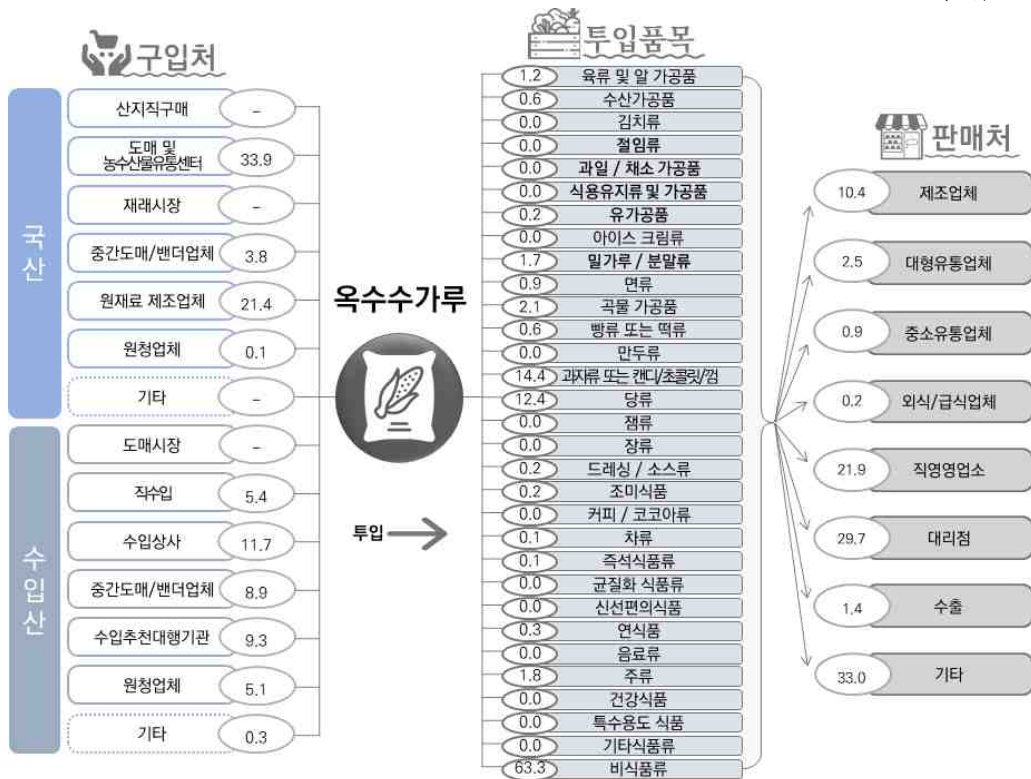 구입처
국산
산지직구매 –
도매 및
농수산물유통센터 33.9
재래시장 –
중간도매/밴더업체 3.8
원재료 제조업체 21.4
원청업체 0.1
기타 –
수입산
도매시장 –
직수입 5.4
수입상사 11.7
중간도매/밴더업체 8.9
수입추천대행기관 9.3
원청업체 5.1
기타 0.3
옥수수가루
투입
투입품목
1.2 육류 및 알 가공품
0.6 수산가공품
0.0 김치류
0.0 절임류
0.0 과일 / 채소 가공품
0.0 식용유지류 및 가공품
0.2 유가공품
0.0 아이스 크림류
1.7 밀가루 / 분말류
0.9 면류
2.1 곡물 가공품
0.6 빵류 또는 떡류
0.0 만두류
14.4 과자류 또는 캔디/초콜릿/껌
12.4 당류
0.0 잼류
0.0 장류
0.2 드레싱 / 소스류
0.2 조미식품
0.0 커피 / 코코아류
0.1 차류
0.1 즉석식품류
0.0 균질화 식품류
0.0 신선편의식품
0.3 연식품
0.0 음료류
1.8 주류
0.0 건강식품
0.0 특수용도 식품
0.0 기타식품류
63.3 비식품류
판매처
10.4 제조업체
2.5 대형유통업체
0.9 중소유통업체
0.2 외식/급식업체
21.9 직영영업소
29.7 대리점
1.4 수출
33.0 기타